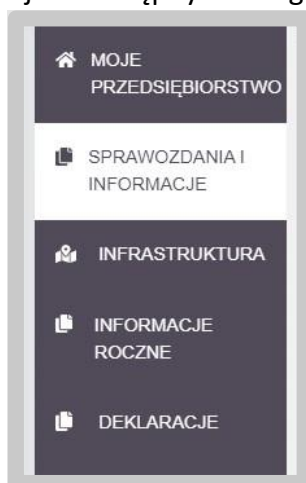 MOJE
PRZEDSIĘBIORSTWO
SPRAWOZDANIA I
INFORMACJE
INFRASTRUKTURA
INFORMACJE
ROCZNE
DEKLARACJE